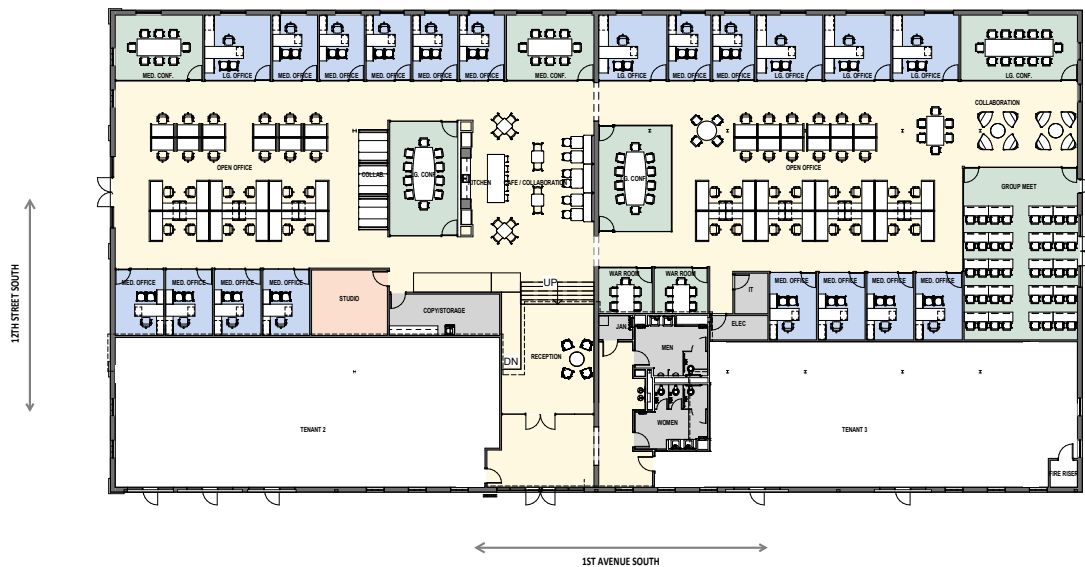 MED. CONF.
LG. OFFICE
MED. OFFICE
MED. OFFICE
MED. OFFICE
MED. OFFICE
MED. OFFICE
MED. CONF.
LG. OFFICE
MED. OFFICE
MED. OFFICE
LG. OFFICE
LG. OFFICE
LG. OFFICE
LG. CONF.
COLLABORATION
OPEN OFFICE
COLLAB.
G. CONF
KITCHEN
AFE / COLLABORATION
G. CONF
OPEN OFFICE
GROUP MEET
12TH STREET SOUTH
MED. OFFICE
MED. OFFICE
MED. OFFICE
MED. OFFICE
STUDIO
COPY/STORAGE
UP
WAR ROOM
WAR ROOM
IT
MED. OFFICE
MED. OFFICE
MED. OFFICE
MED. OFFICE
JAN.
ELEC
DN
RECEPTION
MEN
WOMEN
TENANT 2
TENANT 3
FIRE RISER
1ST AVENUE SOUTH